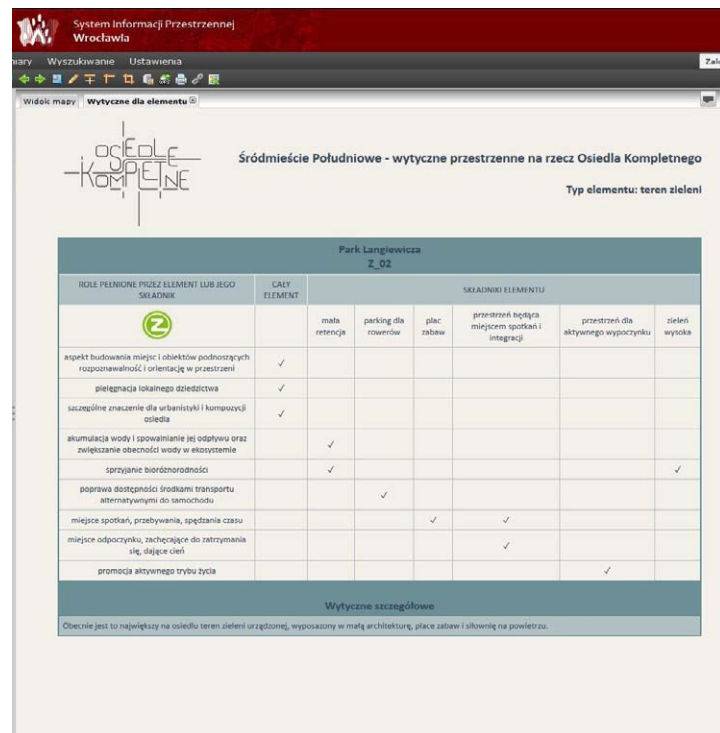 System Informacji Przestrzennej
Wrocławia
iary Wyszukiwanie Ustawienia
Widok mapy Wytyczne dla elementu
OSIEDLE
KOMPLETNE
Śródmieście Południowe - wytyczne przestrzenne na rzecz Osiedla Kompletnego
Typ elementu: teren zieleni
Park Langiewicza
Z_02
ROLE PEŁNIONE PRZEZ ELEMENT LUB JEGO
SKŁADNIK
CAŁY
ELEMENT
SKŁADNIKI ELEMENTU
Z
mała
retencja
parking dla
rowerów
plac
zabaw
przestrzeń będąca
miejscem spotkań i
integracji
przestrzeń dla
aktywnego wypoczynku
zieleń
wysoka
aspekt budowania miejsc i obiektów podnoszących
rozpoznawalność i orientację w przestrzeni ✓
pielęgnacja lokalnego dziedzictwa ✓
szczególne znaczenie dla urbanistyki i kompozycji
osiedla ✓
akumulacja wody i spowalnianie jej odpływu oraz
zwiększanie obecności wody w ekosystemie ✓
sprzyjanie bioróżnorodności ✓ ✓
poprawa dostępności środkami transportu
alternatywnymi do samochodu ✓
miejsce spotkań, przebywania, spędzania czasu ✓ ✓
miejsce odpoczynku, zachęcające do zatrzymania
się, dające cień ✓
promocja aktywnego trybu życia ✓
Wytyczne szczegółowe
Obecnie jest to największy na osiedlu teren zieleni urządzonej, wyposażony w małą architekturę, place zabaw i siłownię na powietrzu.